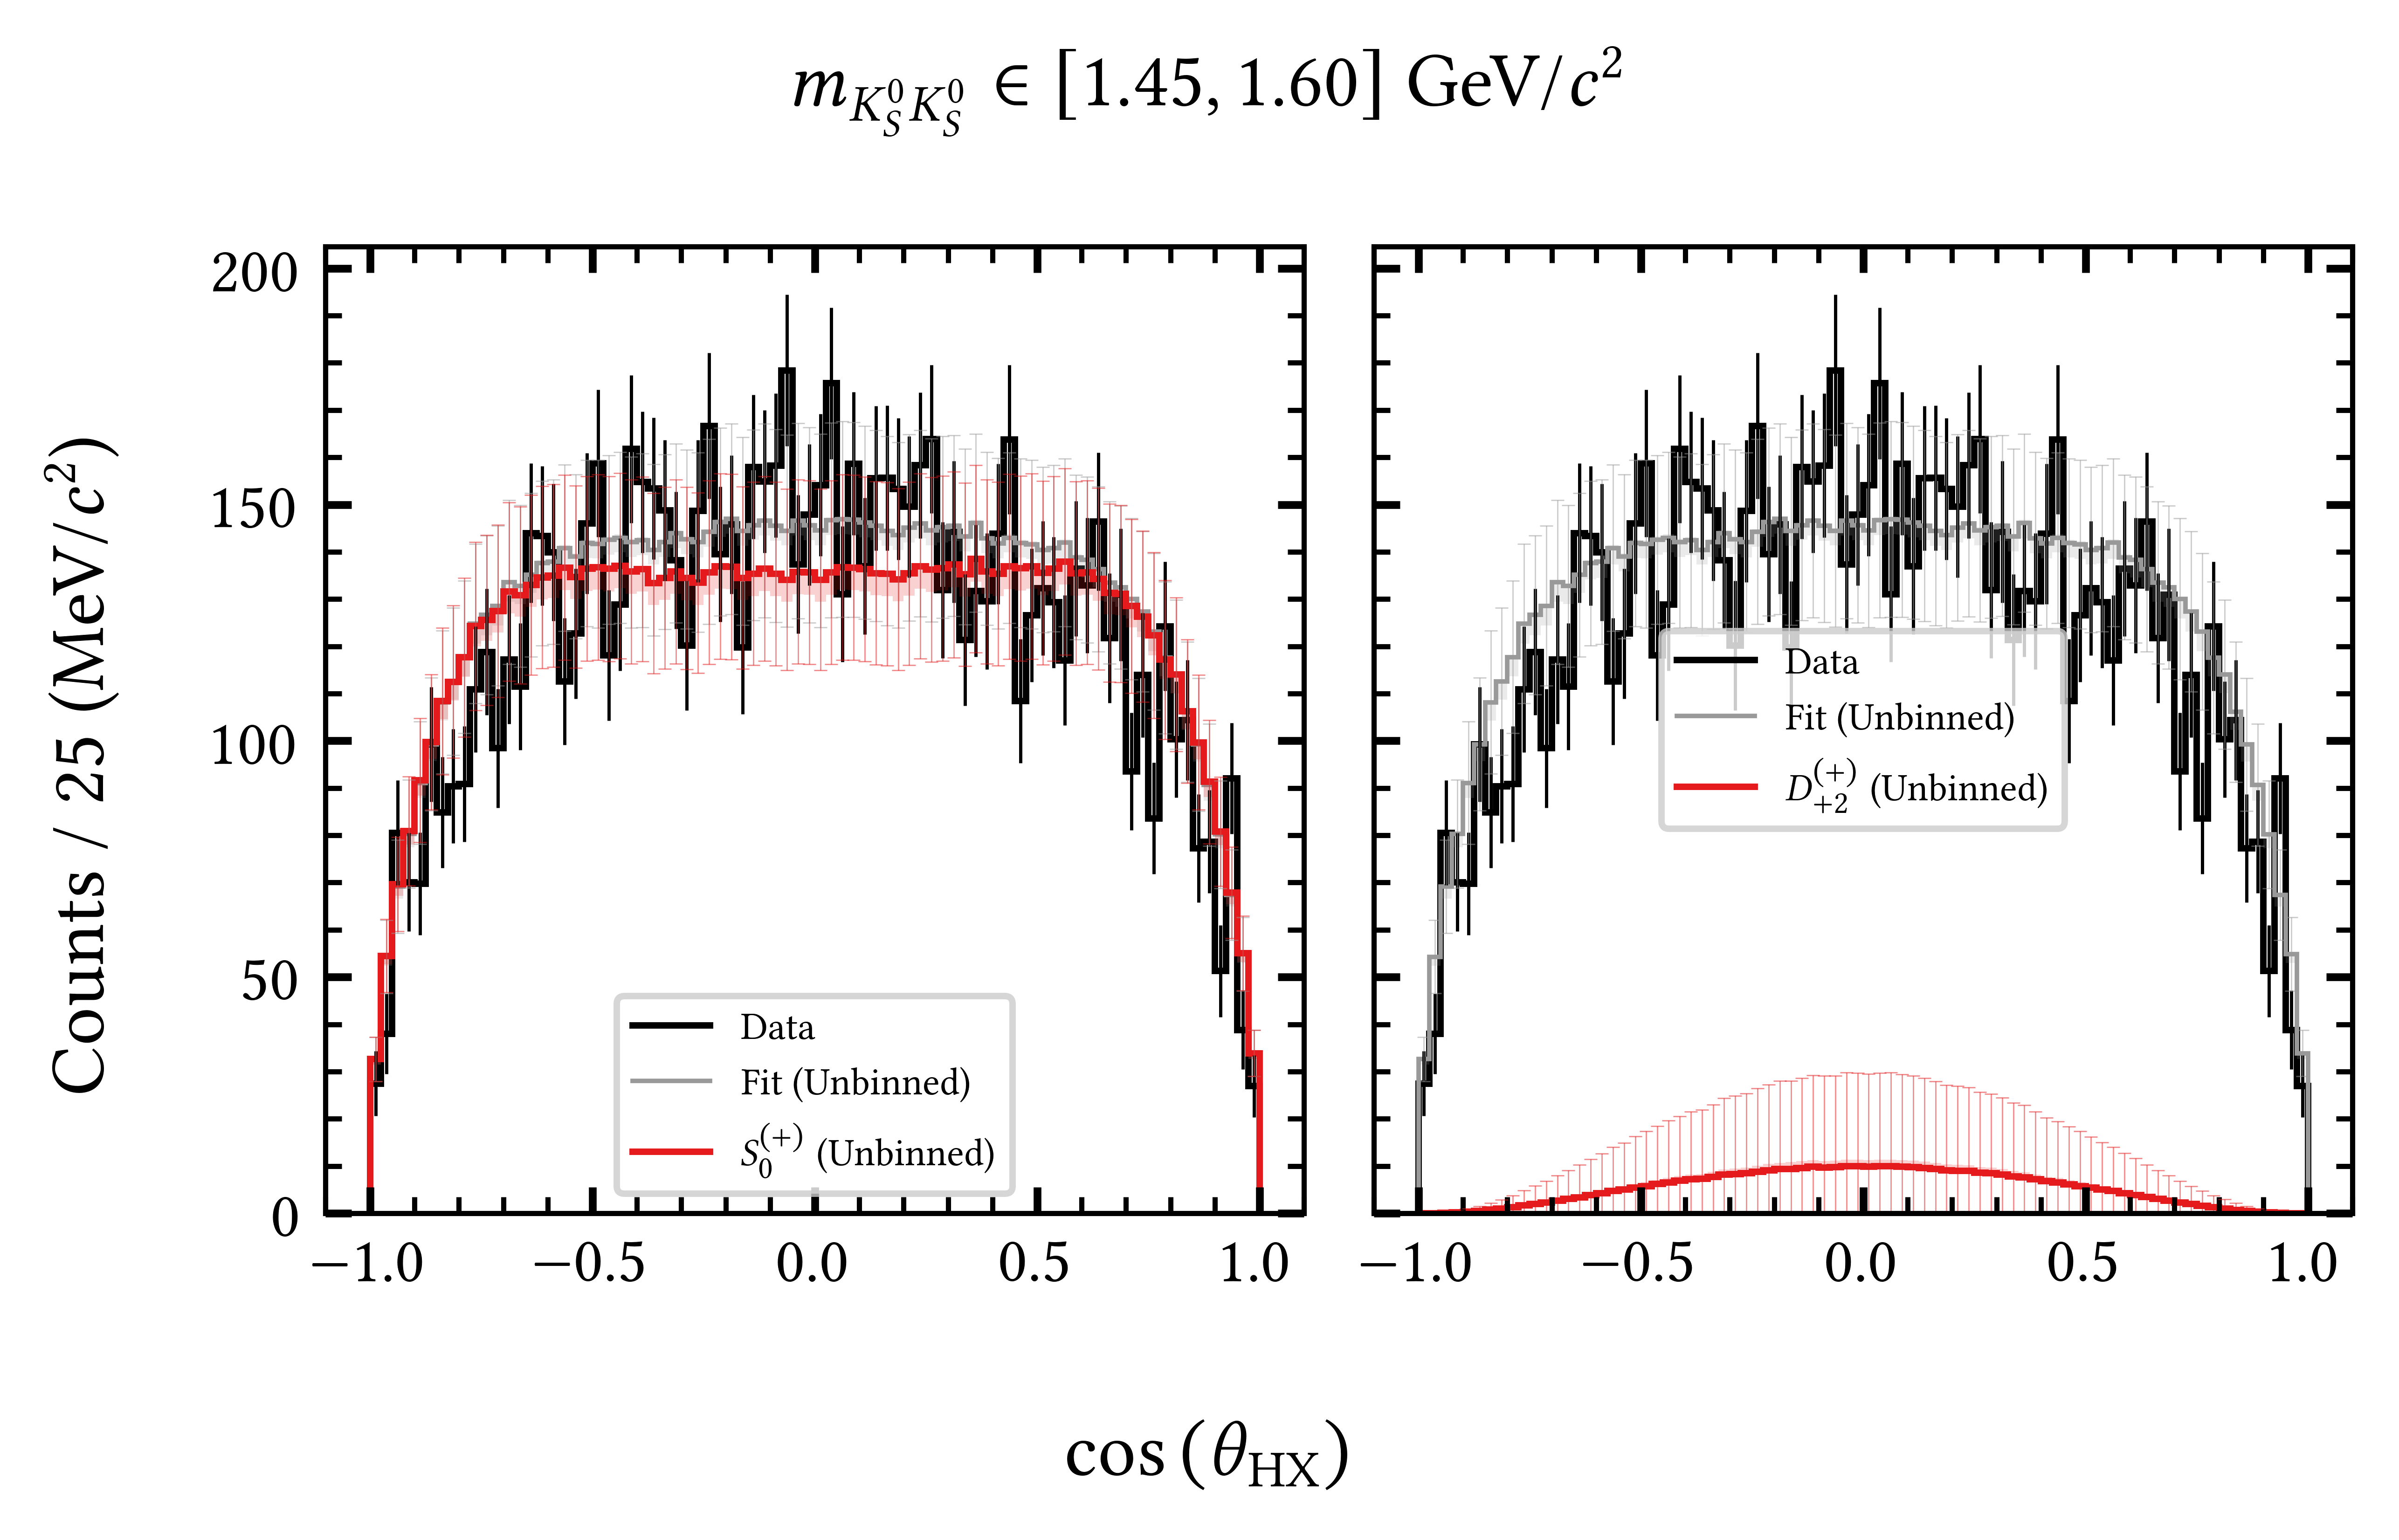 m_{K_S^0 K_S^0} ∈ [1.45, 1.60] GeV/c²
Counts / 25 (MeV/c²)
200
150
100
50
0
Data
Fit (Unbinned)
S_0^{(+)} (Unbinned)
−1.0 −0.5 0.0 0.5 1.0
Data
Fit (Unbinned)
D_{+2}^{(+)} (Unbinned)
−1.0 −0.5 0.0 0.5 1.0
cos (θ_{HX})